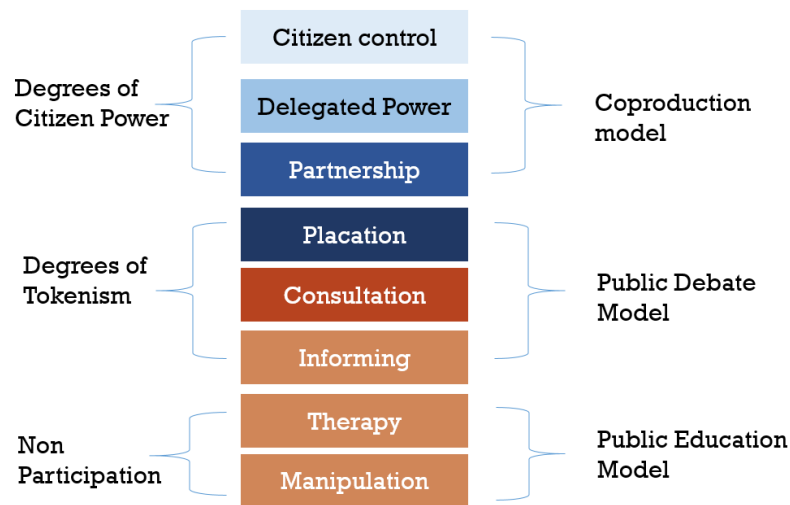 Citizen control
Degrees of
Citizen Power
Delegated Power
Coproduction
model
Partnership
Placation
Degrees of
Tokenism
Consultation
Public Debate
Model
Informing
Therapy
Non
Participation
Public Education
Model
Manipulation